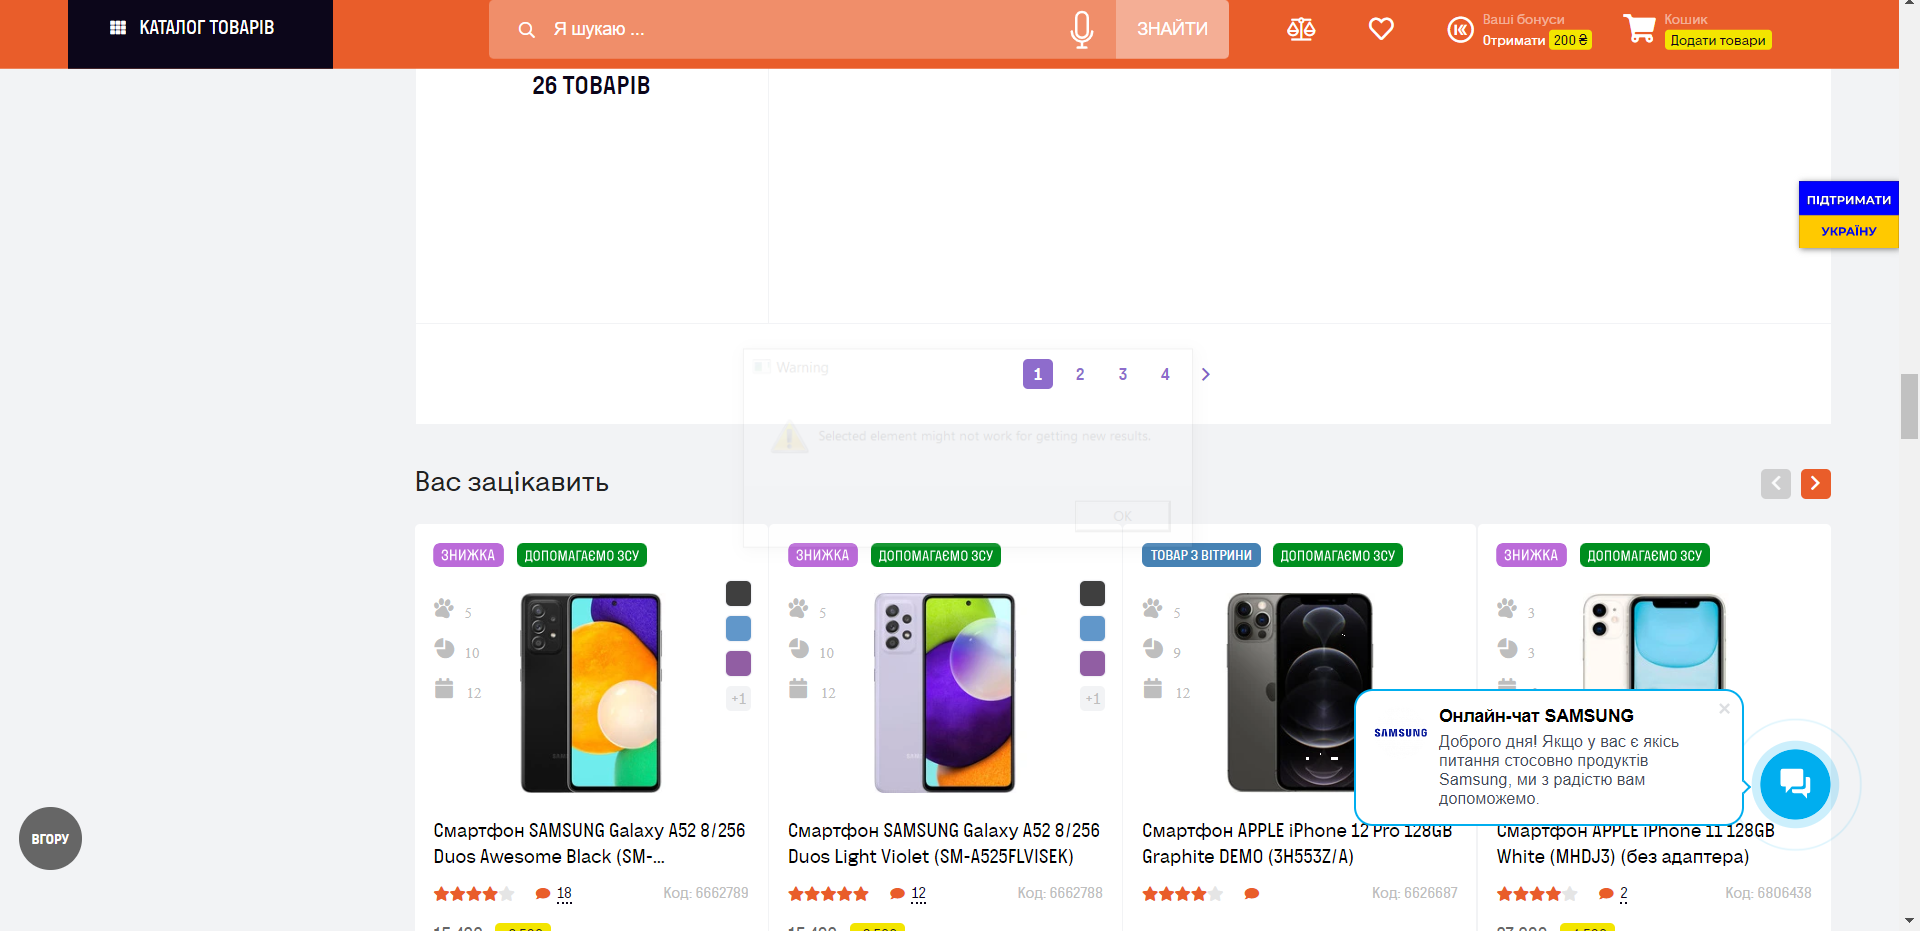 КАТАЛОГ ТОВАРІВ
Я шукаю ...
ЗНАЙТИ
Ваші бонуси
Отримати 200 ₴
Кошик
Додати товари
26 ТОВАРІВ
ПІДТРИМАТИ
УКРАЇНУ
Warning
1 2 3 4
Selected element might not work for getting new results.
OK
Вас зацікавить
ЗНИЖКА ДОПОМАГАЄМО ЗСУ
5
10
12
+1
Смартфон SAMSUNG Galaxy A52 8/256
Duos Awesome Black (SM-...
18 Код: 6662789
ЗНИЖКА ДОПОМАГАЄМО ЗСУ
5
10
12
+1
Смартфон SAMSUNG Galaxy A52 8/256
Duos Light Violet (SM-A525FLVISEK)
12 Код: 6662788
ТОВАР З ВІТРИНИ ДОПОМАГАЄМО ЗСУ
5
9
12
Смартфон APPLE iPhone 12 Pro 128GB
Graphite DEMO (3H553Z/A)
Код: 6626687
ЗНИЖКА ДОПОМАГАЄМО ЗСУ
3
3
Смартфон APPLE iPhone 11 128GB
White (MHDJ3) (без адаптера)
2 Код: 6806438
SAMSUNG
Онлайн-чат SAMSUNG
Доброго дня! Якщо у вас є якісь
питання стосовно продуктів
Samsung, ми з радістю вам
допоможемо.
ВГОРУ